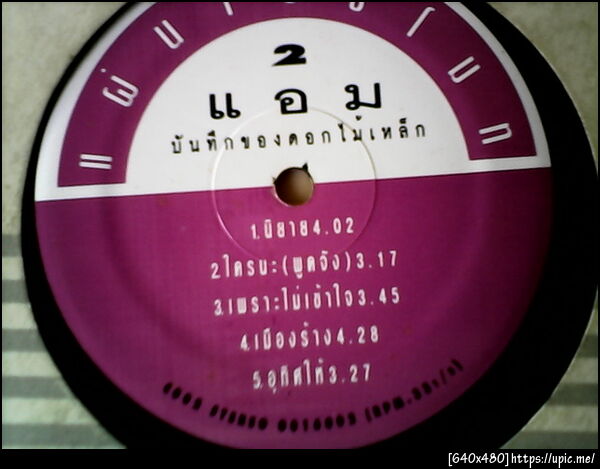 2
แอม
บันทึกของดอกไม้เหล็ก
1.นิยาย4.02
2.ใครนะ(พูดจัง)3.17
3.เพราะไม่เข้าใจ3.45
4.เมืองร้าง4.28
5.อุทิศให้3.27
[640x480]https://upic.me/